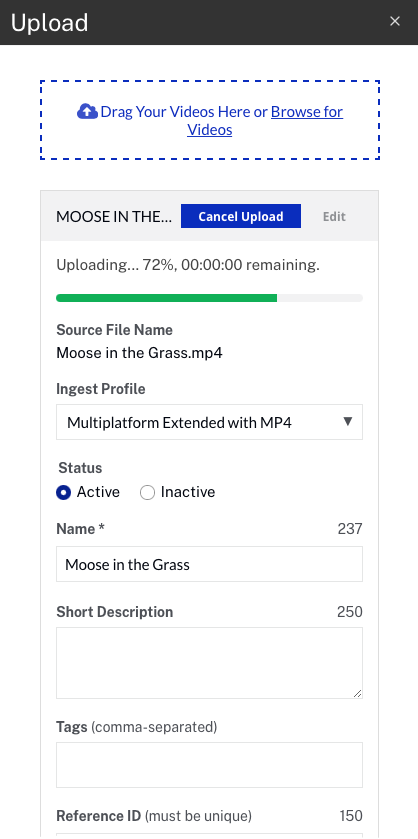 Upload
×
Drag Your Videos Here or Browse for
Videos
MOOSE IN THE... Cancel Upload Edit
Uploading... 72%, 00:00:00 remaining.
Source File Name
Moose in the Grass.mp4
Ingest Profile
Multiplatform Extended with MP4
Status
Active Inactive
Name * 237
Moose in the Grass
Short Description 250
Tags (comma-separated)
Reference ID (must be unique) 150